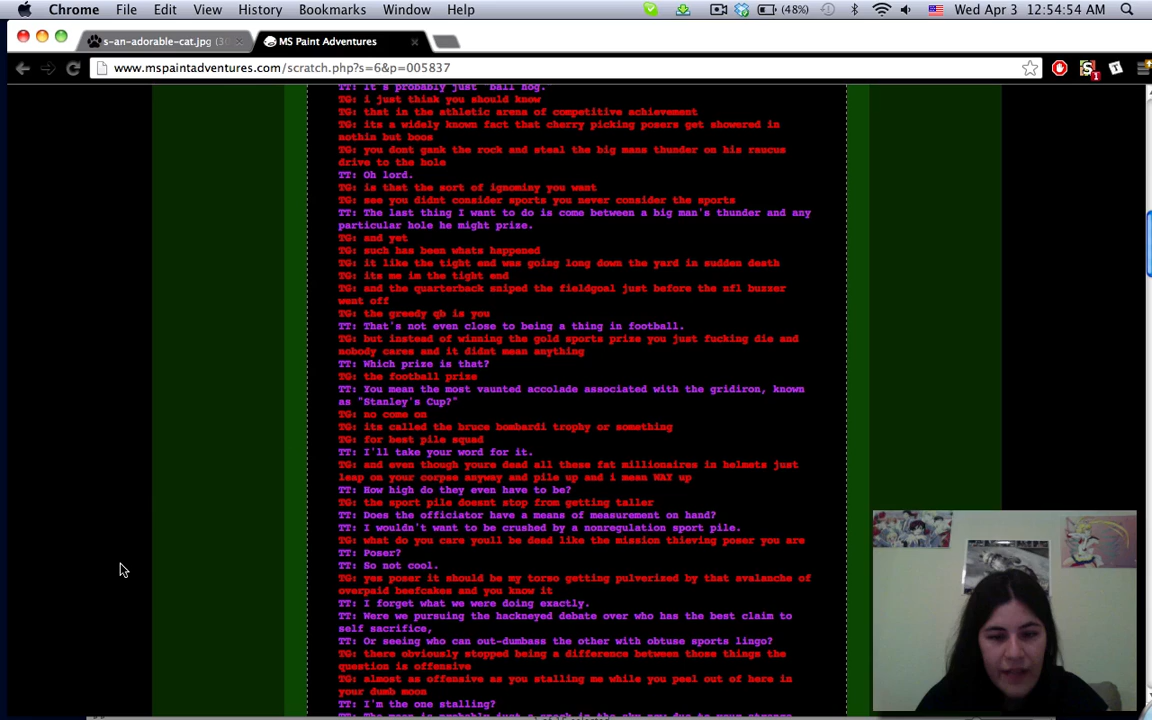 Chrome File Edit View History Bookmarks Window Help (48%) Wed Apr 3 12:54:54 AM
s-an-adorable-cat.jpg MS Paint Adventures
www.mspaintadventures.com/scratch.php?s=6&p=005837
TT: It's probably just "ball hog.
TG: i just think you should know
TG: that in the athletic arena of competitive achievement
TG: its a widely known fact that cherry picking posers get showered in
nothin but boos
TG: you dont gank the rock and steal the big mans thunder on his raucus
drive to the hole
TT: Oh lord.
TG: is that the sort of ignominy you want
TG: see you didnt consider sports you never consider the sports
TT: The last thing I want to do is come between a big man's thunder and any
particular hole he might prize.
TG: and yet
TG: such has been whats happened
TG: it like the tight end was going long down the yard in sudden death
TG: its me im the tight end
TG: and the quarterback sniped the fieldgoal just before the nfl buzzer
went off
TG: the greedy qb is you
TT: That's not even close to being a thing in football.
TG: but instead of winning the gold sports prize you just fucking die and
nobody cares and it didnt mean anything
TT: Which prize is that?
TG: the football prize
TT: You mean the most vaunted accolade associated with the gridiron, known
as "Stanley's Cup?"
TG: no come on
TG: its called the bruce bombardi trophy or something
TG: for best pile squad
TT: I'll take your word for it.
TG: and even though youre dead all these fat millionaires in helmets just
leap on your corpse anyway and pile up and i mean WAY up
TT: How high do they even have to be?
TG: the sport pile doesnt stop from getting taller
TT: Does the officiator have a means of measurement on hand?
TT: I wouldn't want to be crushed by a nonregulation sport pile.
TG: what do you care youll be dead like the mission thieving poser you are
TT: Poser?
TT: So not cool.
TG: yes poser it should be my torso getting pulverized by that avalanche of
overpaid beefcakes and you know it
TT: I forget what we were doing exactly.
TT: Were we pursuing the hackneyed debate over who has the best claim to
self sacrifice,
TT: Or seeing who can out-dumbass the other with obtuse sports lingo?
TG: there obviously stopped being a difference between those things the
question is offensive
TG: almost as offensive as you stalling me while you peel out of here in
your dumb moon
TT: I'm the one stalling?
TT: The moon is probably just a speck in the sky now due to your strange